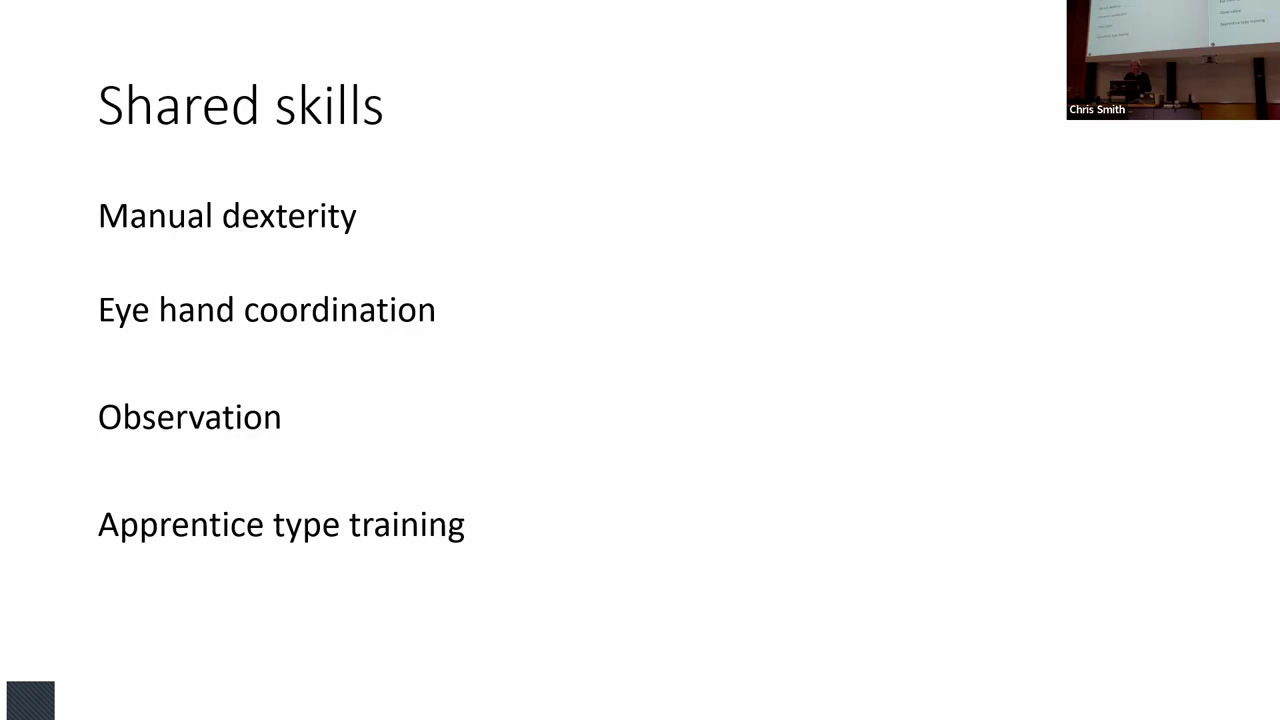 Shared skills
Manual dexterity
Eye hand coordination
Observation
Apprentice type training
Chris Smith